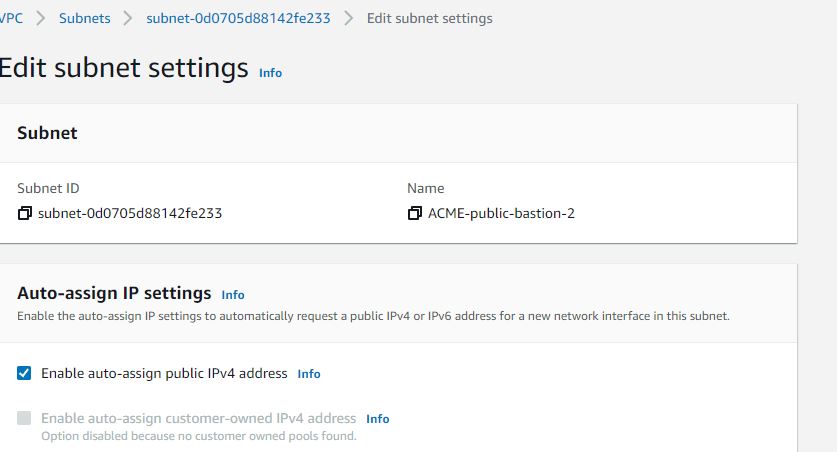 VPC > Subnets > subnet-0d0705d88142fe233 > Edit subnet settings
Edit subnet settings Info
Subnet
Subnet ID
subnet-0d0705d88142fe233
Name
ACME-public-bastion-2
Auto-assign IP settings Info
Enable the auto-assign IP settings to automatically request a public IPv4 or IPv6 address for a new network interface in this subnet.
Enable auto-assign public IPv4 address Info
Enable auto-assign customer-owned IPv4 address Info
Option disabled because no customer owned pools found.